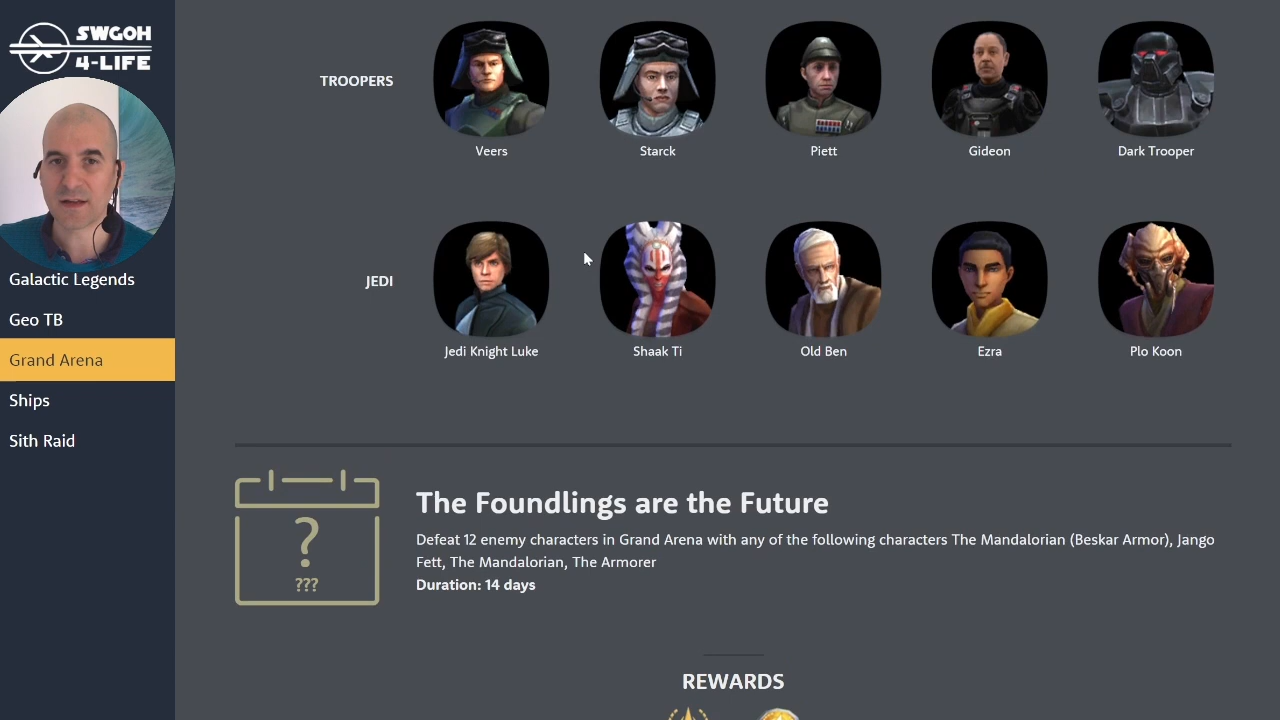 SWGOH
4-LIFE
Galactic Legends
Geo TB
Grand Arena
Ships
Sith Raid
TROOPERS
Veers
Starck
Piett
Gideon
Dark Trooper
JEDI
Jedi Knight Luke
Shaak Ti
Old Ben
Ezra
Plo Koon
?
???
The Foundlings are the Future
Defeat 12 enemy characters in Grand Arena with any of the following characters The Mandalorian (Beskar Armor), Jango
Fett, The Mandalorian, The Armorer
Duration: 14 days
REWARDS